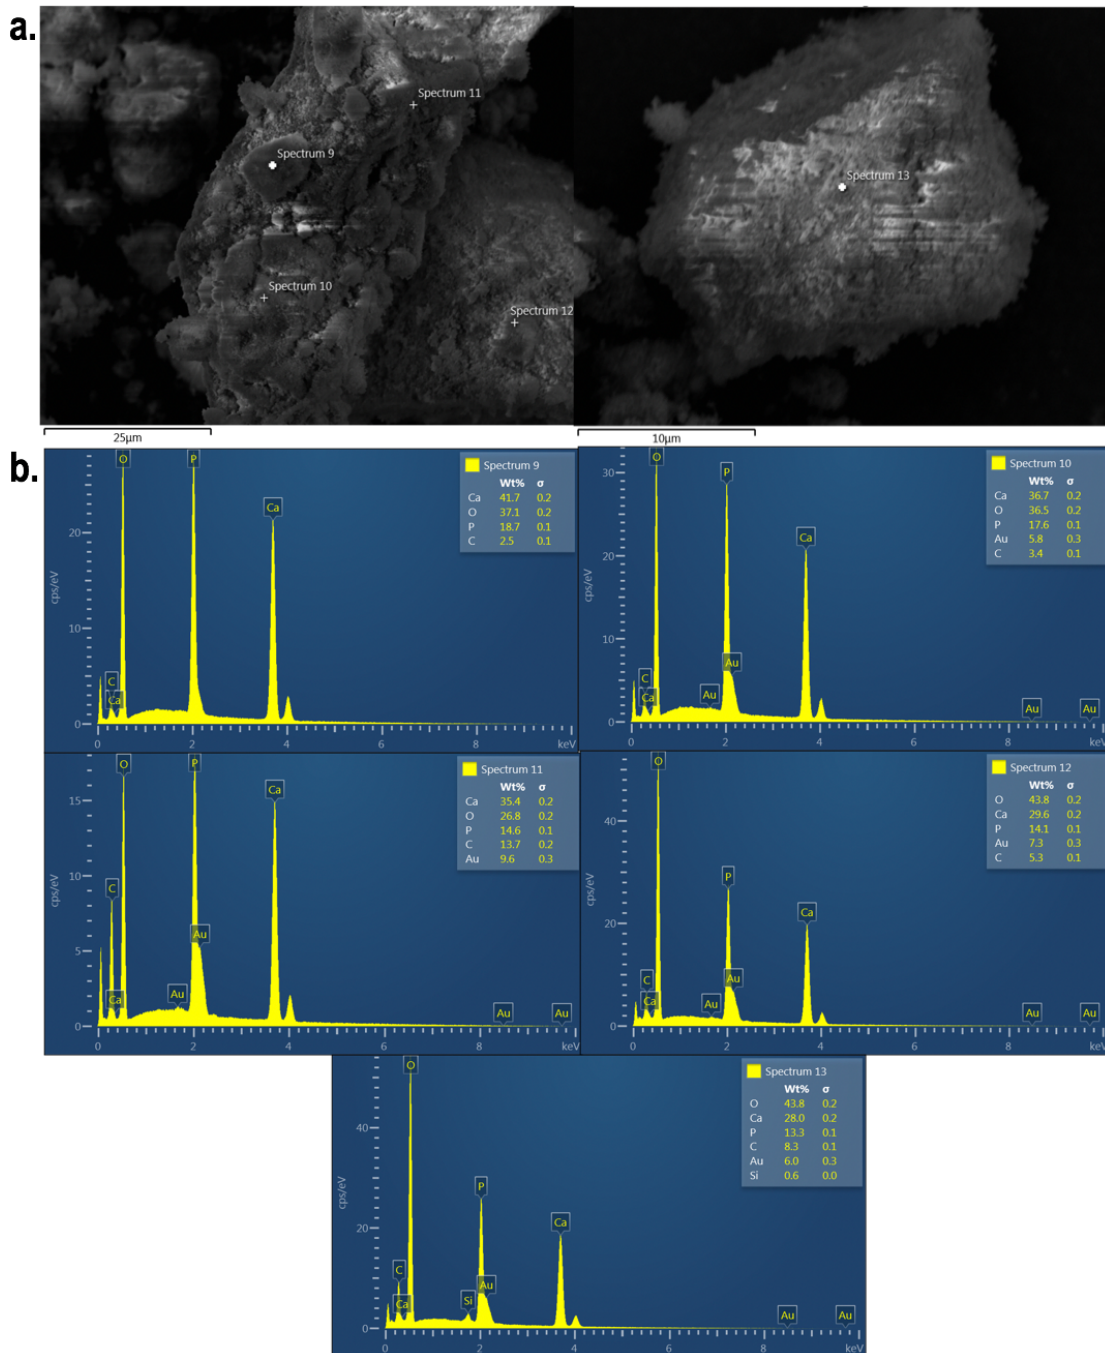 a.
Spectrum 11
Spectrum 9
Spectrum 10
Spectrum 12
Spectrum 13
25µm
10µm
b.
Spectrum 9
Wt% σ
Ca 41.7 0.2
O 37.1 0.2
P 18.7 0.1
C 2.5 0.1
O
P
Ca
C
Ca
20
10
0
cps/eV
0 2 4 6 8 keV
Spectrum 10
Wt% σ
Ca 36.7 0.2
O 36.5 0.2
P 17.6 0.1
Au 5.8 0.3
C 3.4 0.1
O
P
Ca
Au
C
Ca
Au
Au
Au
30
20
10
0
cps/eV
0 2 4 6 8 keV
Spectrum 11
Wt% σ
Ca 35.4 0.2
O 26.8 0.2
P 14.6 0.1
C 13.7 0.2
Au 9.6 0.3
O
P
Ca
C
Au
Ca
Au
Au
Au
15
10
5
0
cps/eV
0 2 4 6 8 keV
Spectrum 12
Wt% σ
O 43.8 0.2
Ca 29.6 0.2
P 14.1 0.1
Au 7.3 0.3
C 5.3 0.1
O
P
Ca
C
Au
Ca
Au
Au
Au
40
20
0
cps/eV
0 2 4 6 8 keV
Spectrum 13
Wt% σ
O 43.8 0.2
Ca 28.0 0.2
P 13.3 0.1
C 8.3 0.1
Au 6.0 0.3
Si 0.6 0.0
O
P
Ca
C
Au
Ca
Si
Au
Au
40
20
0
cps/eV
0 2 4 6 8 keV